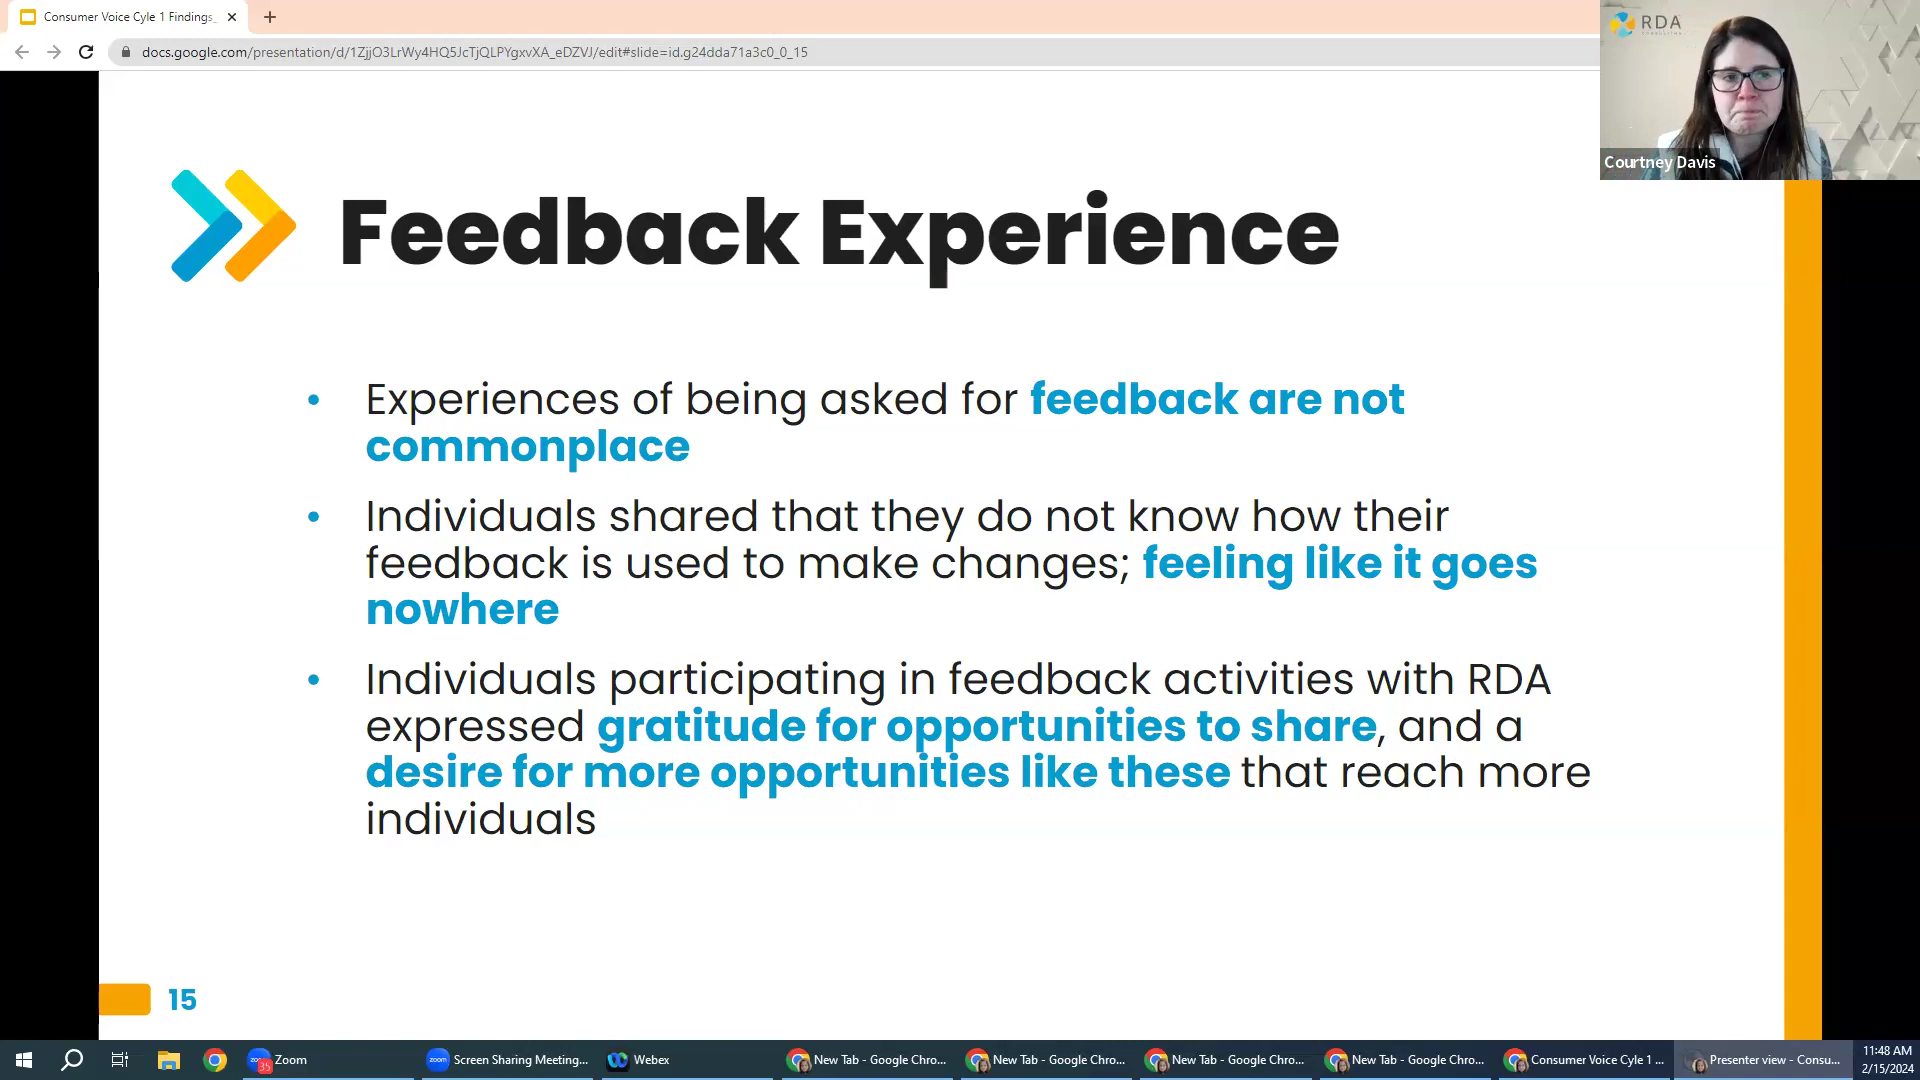 Consumer Voice Cyle 1 Findings_
docs.google.com/presentation/d/1ZjjO3LrWy4HQ5JcTjQLPYgxvXA_eDZVJ/edit#slide=id.g24dda71a3c0_0_15
RDA
Courtney Davis
Feedback Experience
• Experiences of being asked for feedback are not
commonplace
• Individuals shared that they do not know how their
feedback is used to make changes; feeling like it goes
nowhere
• Individuals participating in feedback activities with RDA
expressed gratitude for opportunities to share, and a
desire for more opportunities like these that reach more
individuals
15
35
Zoom
zoom
Screen Sharing Meeting...
Webex
New Tab - Google Chro...
New Tab - Google Chro...
New Tab - Google Chro...
New Tab - Google Chro...
Consumer Voice Cyle 1 ...
Presenter view - Consu...
11:48 AM
2/15/2024